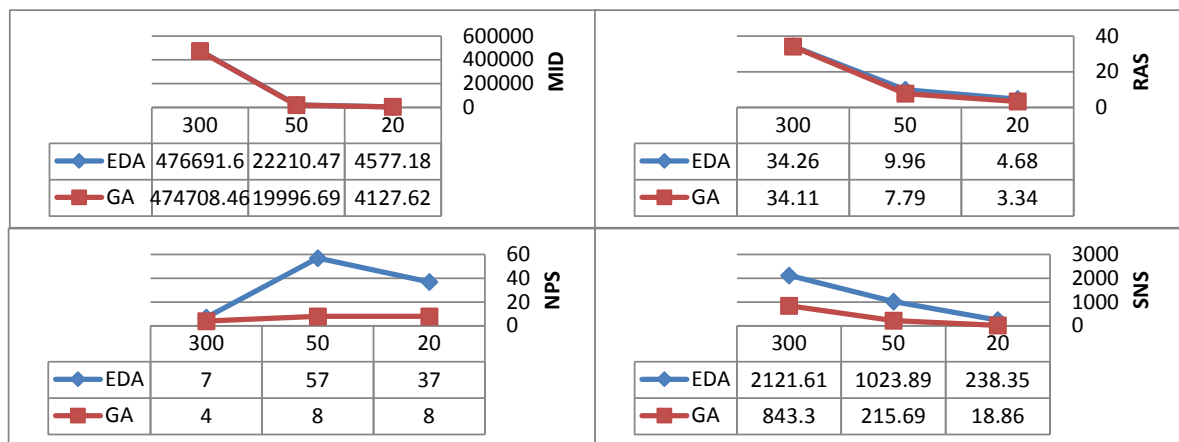 600000
400000
200000
0
MID
300 50 20
EDA 476691.6 22210.47 4577.18
GA 474708.46 19996.69 4127.62
40
20
0
RAS
300 50 20
EDA 34.26 9.96 4.68
GA 34.11 7.79 3.34
60
40
20
0
NPS
300 50 20
EDA 7 57 37
GA 4 8 8
3000
2000
1000
0
SNS
300 50 20
EDA 2121.61 1023.89 238.35
GA 843.3 215.69 18.86